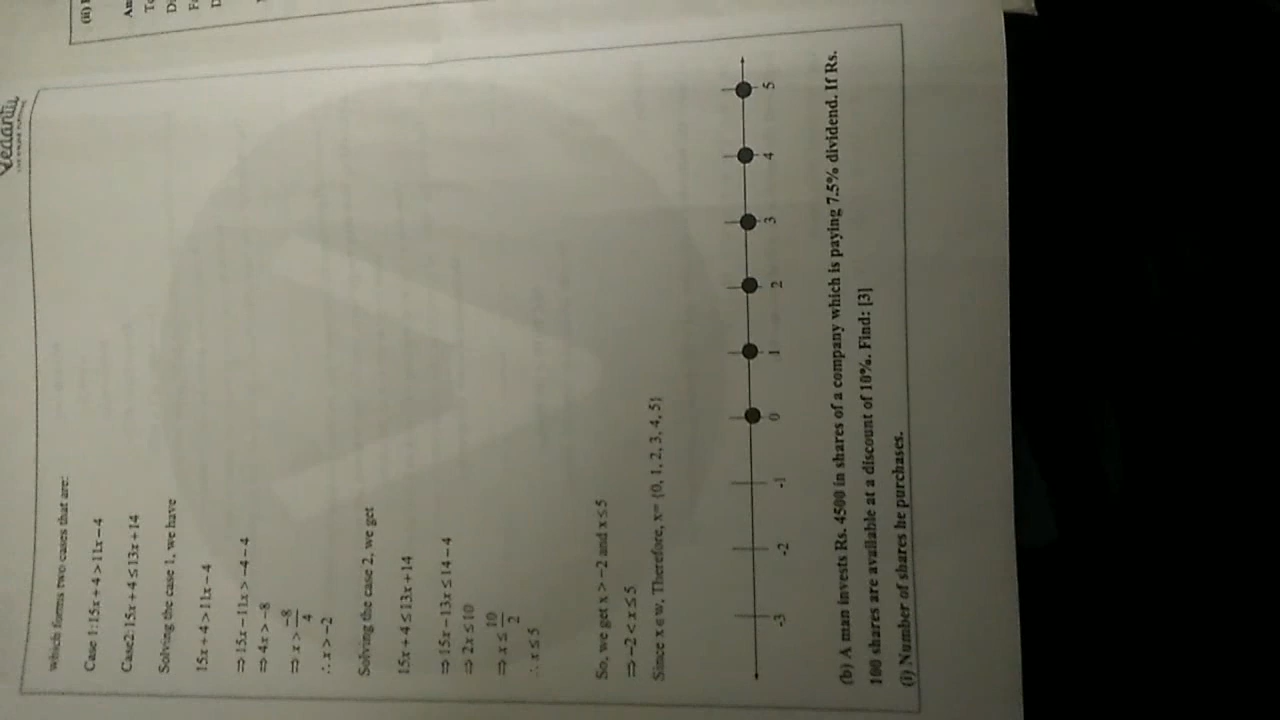 Vedantu
which forms two cases that are:
Case 1:15x+4>11x−4
Case2:15x+4≤13x+14
Solving the case 1, we have
15x+4>11x−4
⇒15x−11x>−4−4
⇒4x>−8
⇒x>−8/4
∴x>−2
Solving the case 2, we get
15x+4≤13x+14
⇒15x−13x≤14−4
⇒2x≤10
⇒x≤10/2
∴x≤5
So, we get x>−2 and x≤5
⇒−2<x≤5
Since x∈w, Therefore, x= {0, 1, 2, 3, 4, 5}
-3 -2 -1 0 1 2 3 4 5
(b) A man invests Rs. 4500 in shares of a company which is paying 7.5% dividend. If Rs.
100 shares are available at a discount of 10%. Find: [3]
(i) Number of shares he purchases.
(ii)